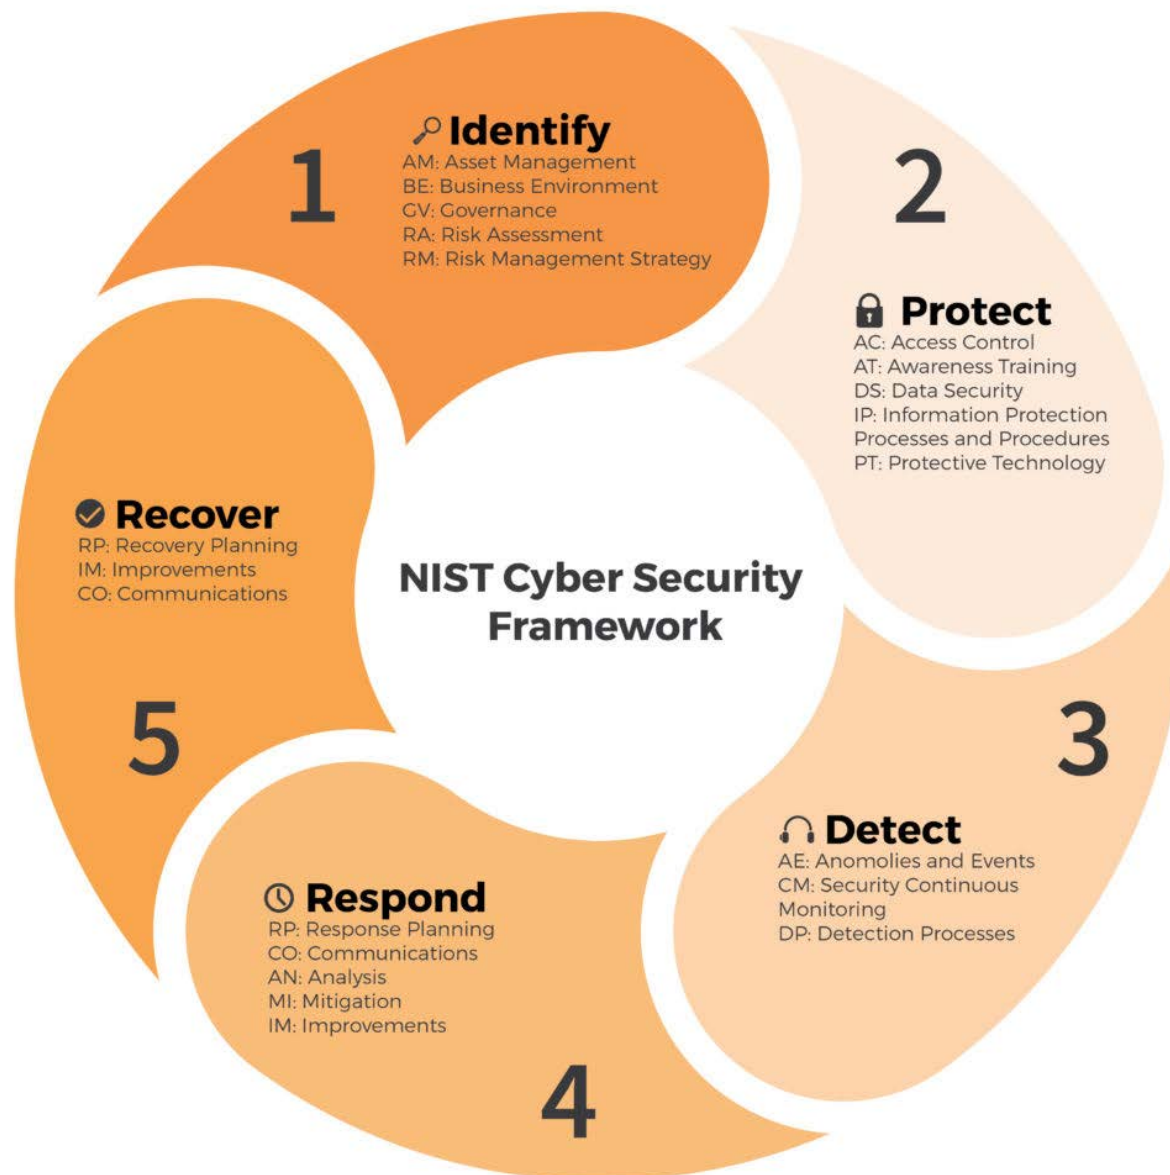 1
Identify
AM: Asset Management
BE: Business Environment
GV: Governance
RA: Risk Assessment
RM: Risk Management Strategy
2
Protect
AC: Access Control
AT: Awareness Training
DS: Data Security
IP: Information Protection
Processes and Procedures
PT: Protective Technology
3
Detect
AE: Anomolies and Events
CM: Security Continuous
Monitoring
DP: Detection Processes
4
Respond
RP: Response Planning
CO: Communications
AN: Analysis
MI: Mitigation
IM: Improvements
5
Recover
RP: Recovery Planning
IM: Improvements
CO: Communications
NIST Cyber Security
Framework